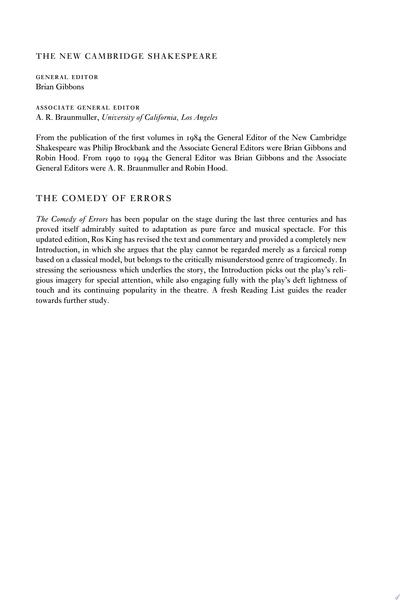 THE NEW CAMBRIDGE SHAKESPEARE
GENERAL EDITOR
Brian Gibbons
ASSOCIATE GENERAL EDITOR
A. R. Braunmuller, University of California, Los Angeles
From the publication of the first volumes in 1984 the General Editor of the New Cambridge
Shakespeare was Philip Brockbank and the Associate General Editors were Brian Gibbons and
Robin Hood. From 1990 to 1994 the General Editor was Brian Gibbons and the Associate
General Editors were A. R. Braunmuller and Robin Hood.
THE COMEDY OF ERRORS
The Comedy of Errors has been popular on the stage during the last three centuries and has
proved itself admirably suited to adaptation as pure farce and musical spectacle. For this
updated edition, Ros King has revised the text and commentary and provided a completely new
Introduction, in which she argues that the play cannot be regarded merely as a farcical romp
based on a classical model, but belongs to the critically misunderstood genre of tragicomedy. In
stressing the seriousness which underlies the story, the Introduction picks out the play's reli-
gious imagery for special attention, while also engaging fully with the play's deft lightness of
touch and its continuing popularity in the theatre. A fresh Reading List guides the reader
towards further study.